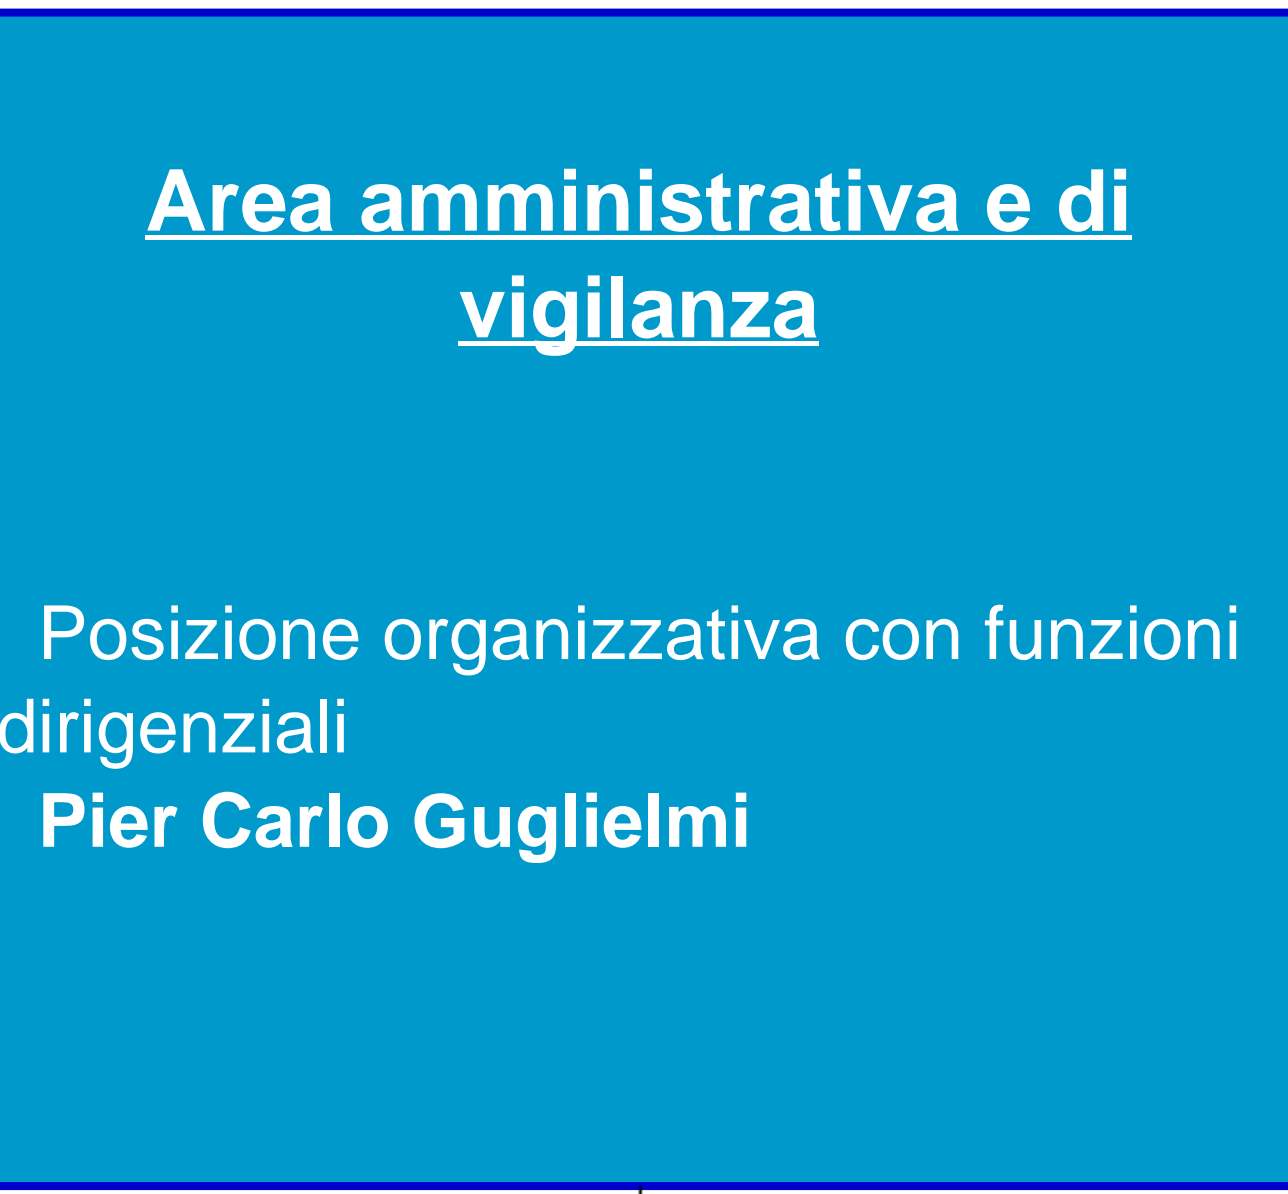 Area amministrativa e di
vigilanza
Posizione organizzativa con funzioni
dirigenziali
Pier Carlo Guglielmi